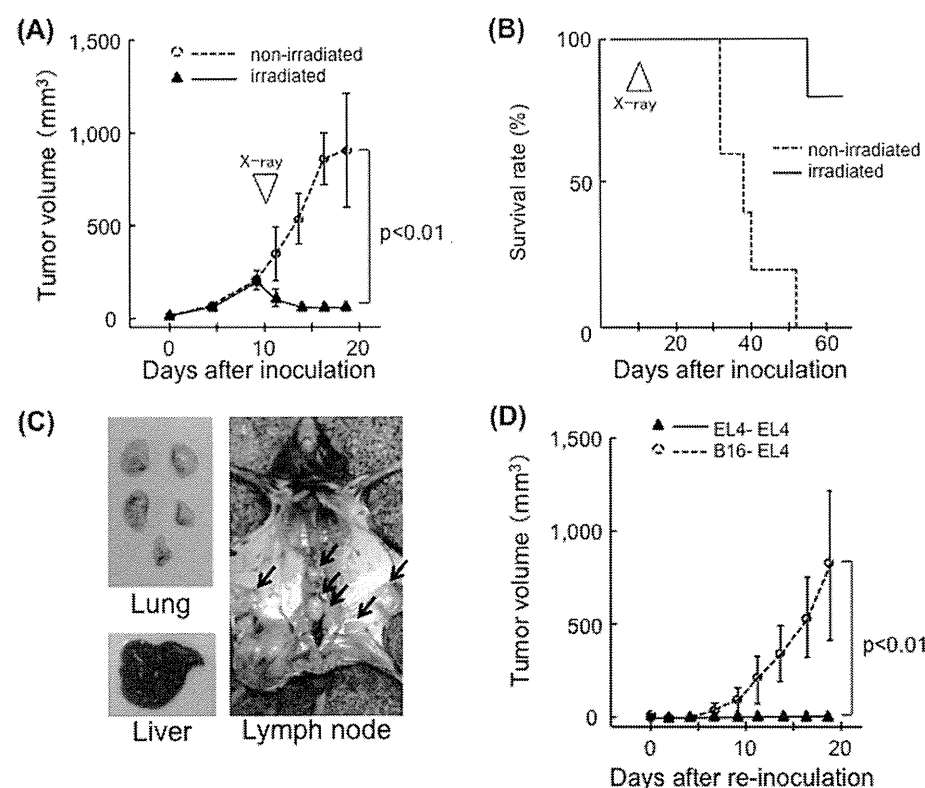 (A)
1,500
1,000
500
0
Tumor volume (mm³)
non-irradiated
irradiated
X-ray
p<0.01
0 10 20
Days after inoculation
(B)
100
50
0
Survival rate (%)
X-ray
non-irradiated
irradiated
20 40 60
Days after inoculation
(C)
Lung
Liver
Lymph node
(D)
1,500
1,000
500
0
Tumor volume (mm³)
EL4- EL4
B16- EL4
p<0.01
0 10 20
Days after re-inoculation